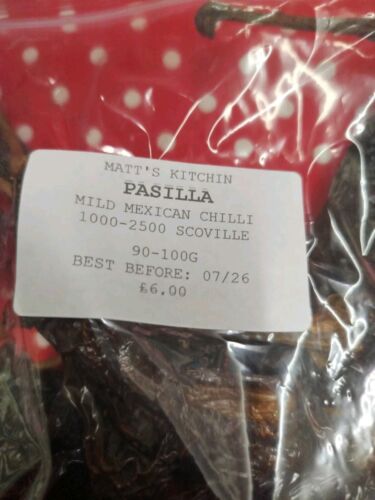 MATT'S KITCHIN
PASILLA
MILD MEXICAN CHILLI
1000-2500 SCOVILLE
90-100G
BEST BEFORE: 07/26
£6.00